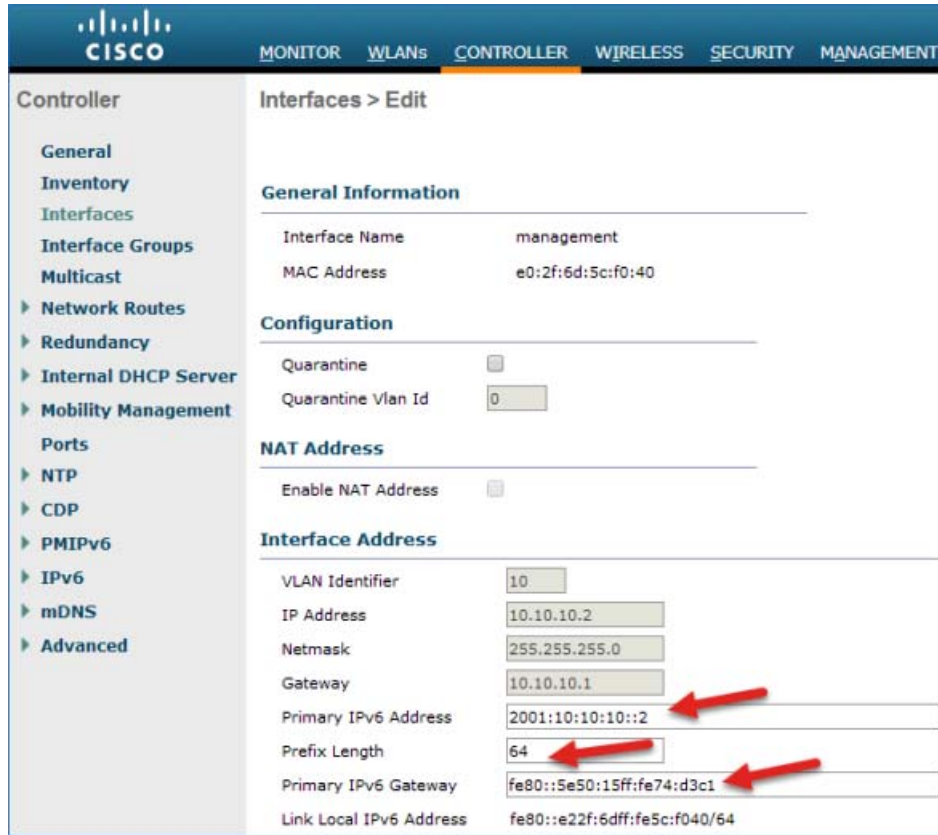 CISCO
MONITOR WLANs CONTROLLER WIRELESS SECURITY MANAGEMENT
Controller
General
Inventory
Interfaces
Interface Groups
Multicast
Network Routes
Redundancy
Internal DHCP Server
Mobility Management
Ports
NTP
CDP
PMIPv6
IPv6
mDNS
Advanced
Interfaces > Edit
General Information
Interface Name management
MAC Address e0:2f:6d:5c:f0:40
Configuration
Quarantine
Quarantine Vlan Id 0
NAT Address
Enable NAT Address
Interface Address
VLAN Identifier 10
IP Address 10.10.10.2
Netmask 255.255.255.0
Gateway 10.10.10.1
Primary IPv6 Address 2001:10:10:10::2
Prefix Length 64
Primary IPv6 Gateway fe80::5e50:15ff:fe74:d3c1
Link Local IPv6 Address fe80::e22f:6dff:fe5c:f040/64